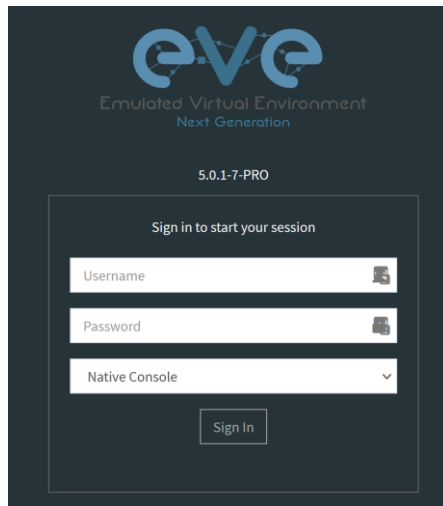 eve
Emulated Virtual Environment
Next Generation
5.0.1-7-PRO
Sign in to start your session
Username
Password
Native Console
Sign In